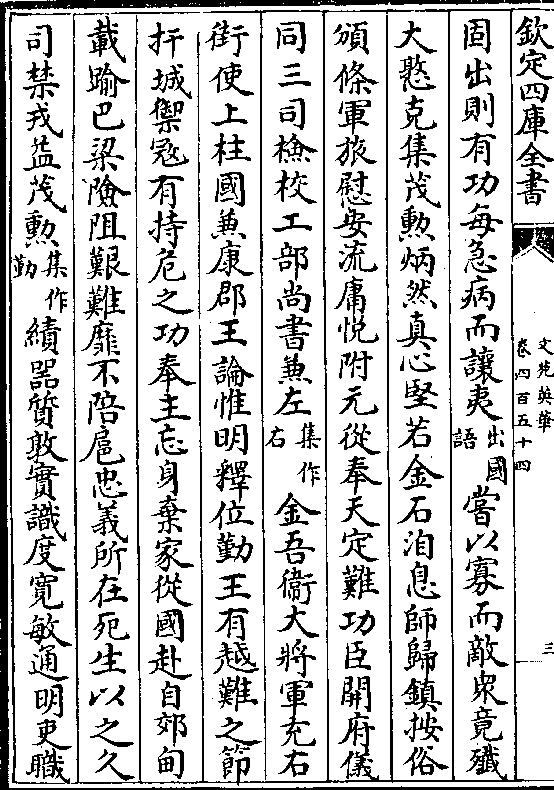 欽定四庫全書
文苑英華
卷四百五十四
三
固出則有功每急病而讓夷出國語嘗以寡而敵衆竟殲
大憝克集茂勲炳然真心堅若金石洎息師歸鎮按俗
頒條軍旅慰安流庸悦附元從奉天定難功臣開府儀
同三司檢校工部尚書兼左集作右金吾衛大將軍充右
街使上柱國兼康郡王論惟明釋位勤王有越難之節
扞城禦寇有持危之功奉主忘身棄家從國赴自郊甸
載踰巴梁險阻艱難靡不陪扈忠義所在死生以之久
司禁戎益茂勲集作勤績器質敦實識度寛敏通明吏職